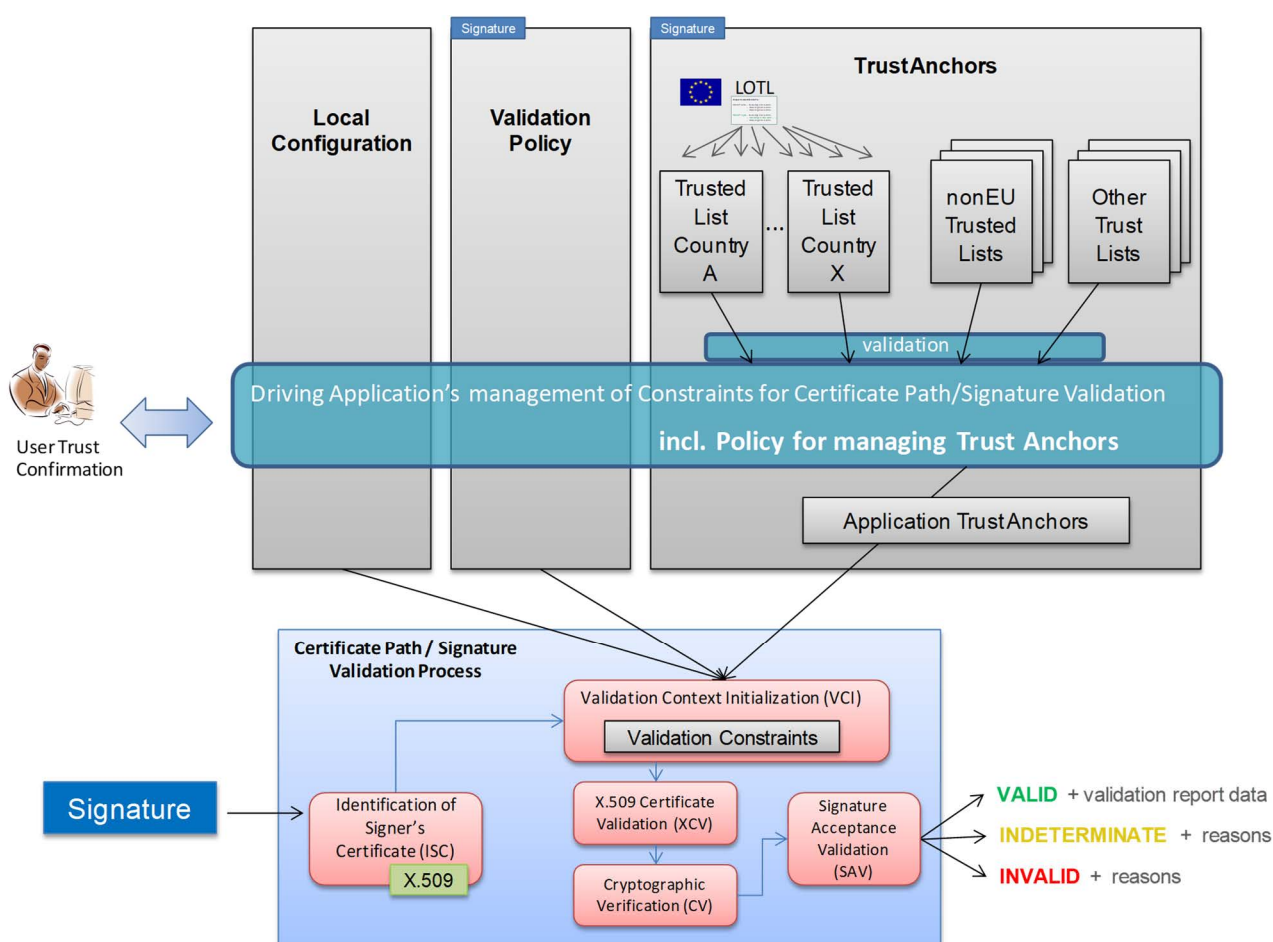 Signature
Signature
Local
Configuration
Validation
Policy
TrustAnchors
LOTL
Trusted
List
Country
A
...
Trusted
List
Country
X
nonEU
Trusted
Lists
Other
Trust
Lists
validation
Driving Application's management of Constraints for Certificate Path/Signature Validation
incl. Policy for managing Trust Anchors
User Trust
Confirmation
Application TrustAnchors
Certificate Path / Signature
Validation Process
Validation Context Initialization (VCI)
Validation Constraints
Signature
Identification of
Signer's
Certificate (ISC)
X.509
X.509 Certificate
Validation (XCV)
Cryptographic
Verification (CV)
Signature
Acceptance
Validation
(SAV)
VALID + validation report data
INDETERMINATE + reasons
INVALID + reasons